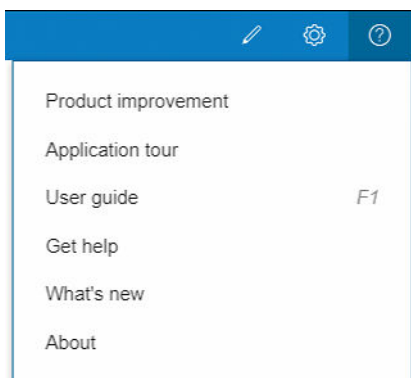 Product improvement
Application tour
User guide F1
Get help
What's new
About